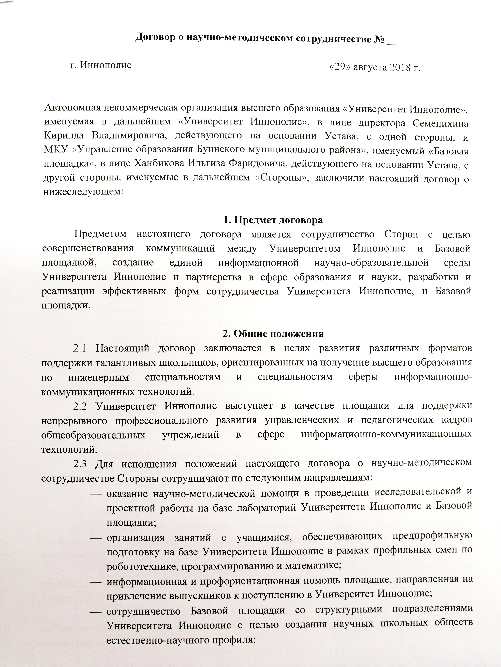 Договор о научно-методическом сотрудничестве № __
г. Иннополис «29» августа 2018 г.
Автономная некоммерческая организация высшего образования «Университет Иннополис»,
именуемая в дальнейшем «Университет Иннополис», в лице директора Семенихина
Кирилла Владимировича, действующего на основании Устава, с одной стороны, и
МКУ «Управление образования Буинского муниципального района», именуемый «Базовая
площадка», в лице Ханбикова Ильгиза Фаридовича, действующего на основании Устава, с
другой стороны, именуемые в дальнейшем «Стороны», заключили настоящий договор о
нижеследующем:
1. Предмет договора
Предметом настоящего договора является сотрудничество Сторон с целью
совершенствования коммуникаций между Университетом Иннополис и Базовой
площадкой, создание единой информационной научно-образовательной среды
Университета Иннополис и партнерства в сфере образования и науки, разработки и
реализации эффективных форм сотрудничества Университета Иннополис, и Базовой
площадки.
2. Общие положения
2.1 Настоящий договор заключается в целях развития различных форматов
поддержки талантливых школьников, ориентированных на получение высшего образования
по инженерным специальностям и специальностям сферы информационно-
коммуникационных технологий.
2.2 Университет Иннополис выступает в качестве площадки для поддержки
непрерывного профессионального развития управленческих и педагогических кадров
общеобразовательных учреждений в сфере информационно-коммуникационных
технологий.
2.3 Для исполнения положений настоящего договора о научно-методическом
сотрудничестве Стороны сотрудничают по следующим направлениям:
— оказание научно-методической помощи в проведении исследовательской и
проектной работы на базе лабораторий Университета Иннополис и Базовой
площадки;
— организация занятий с учащимися, обеспечивающих предпрофильную
подготовку на базе Университета Иннополис в рамках профильных смен по
робототехнике, программированию и математике;
— информационная и профориентационная помощь площадке, направленная на
привлечение выпускников к поступлению в Университет Иннополис;
— сотрудничество Базовой площадки со структурными подразделениями
Университета Иннополис с целью создания научных школьных обществ
естественно-научного профиля;